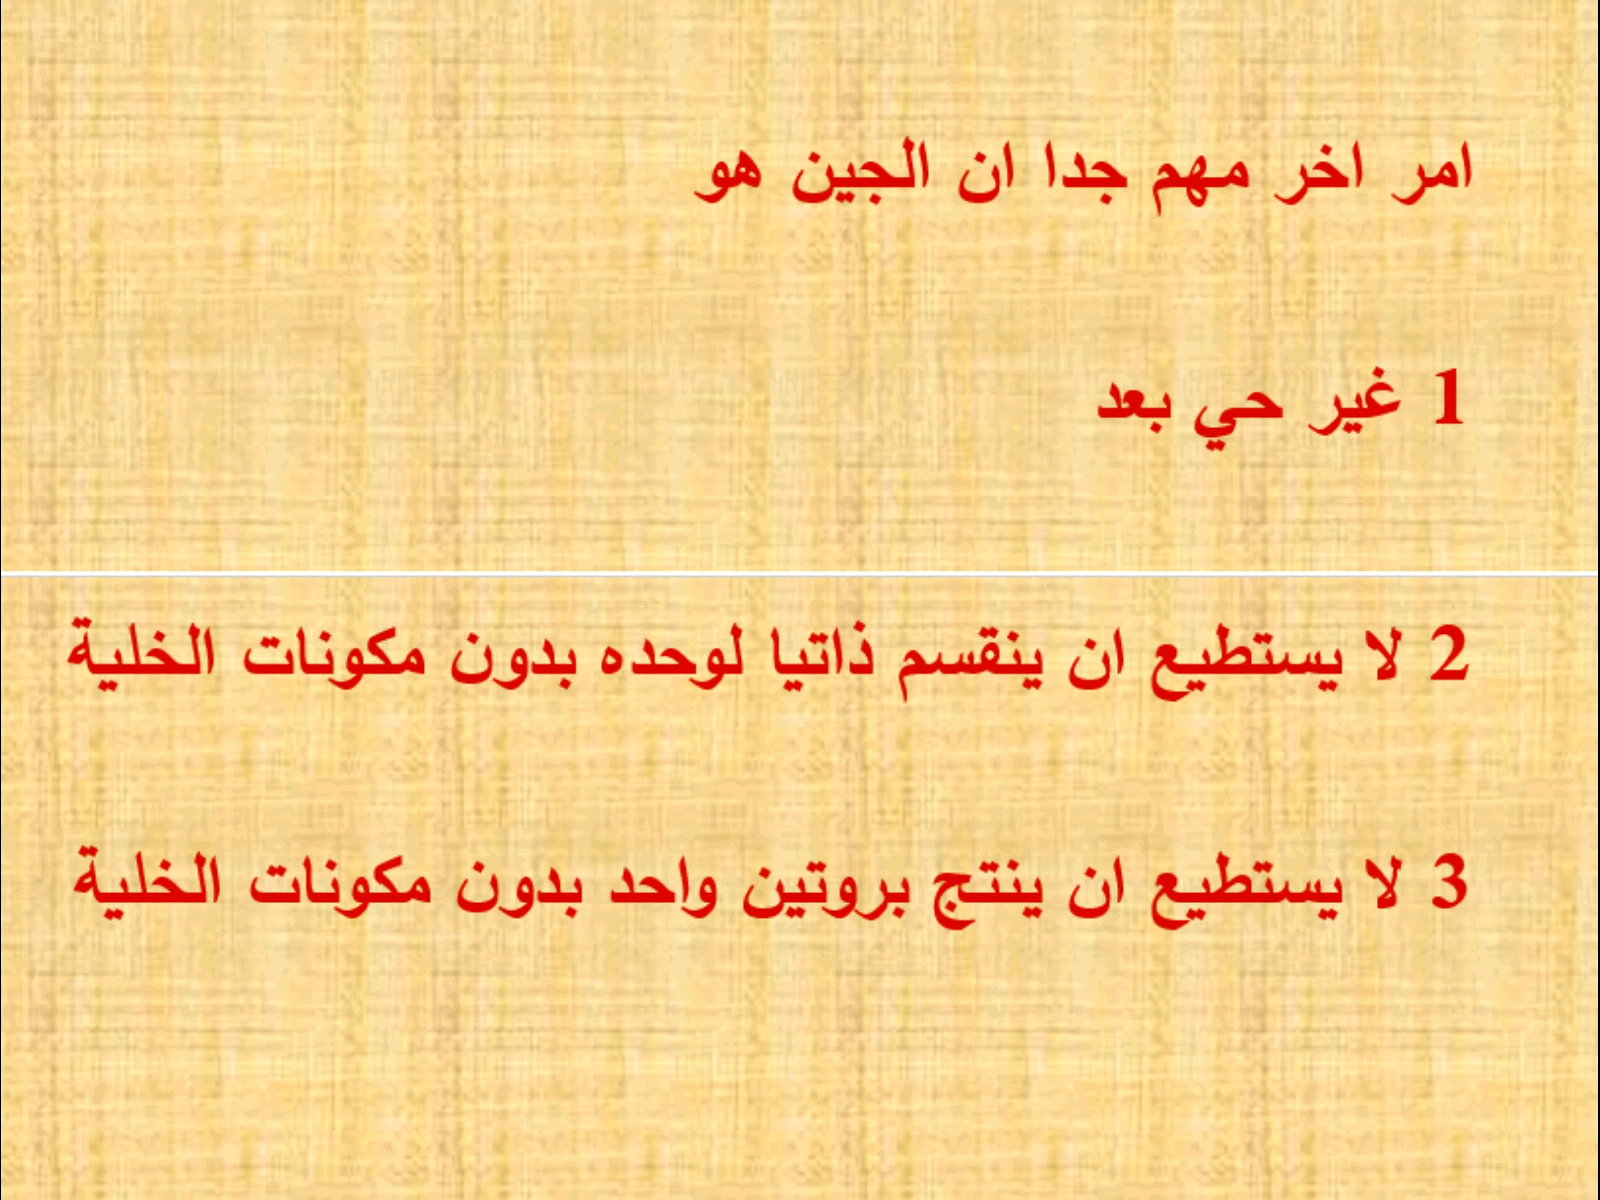 امر اخر مهم جدا ان الجين هو
1 غير حي بعد
2 لا يستطيع ان ينقسم ذاتيا لوحده بدون مكونات الخلية
3 لا يستطيع ان ينتج بروتين واحد بدون مكونات الخلية